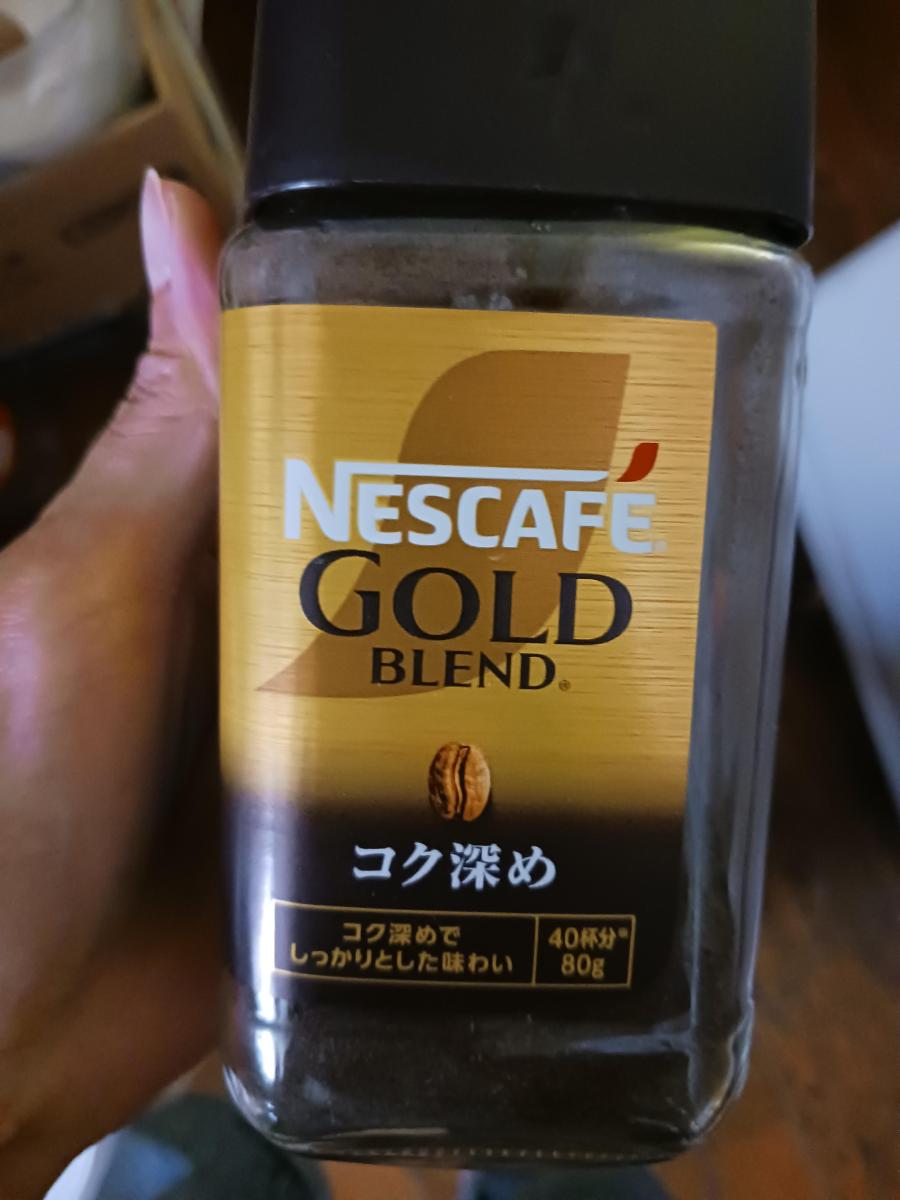 NESCAFÉ®
GOLD
BLEND®
コク深め
コク深めで
しっかりとした味わい
40杯分※
80g